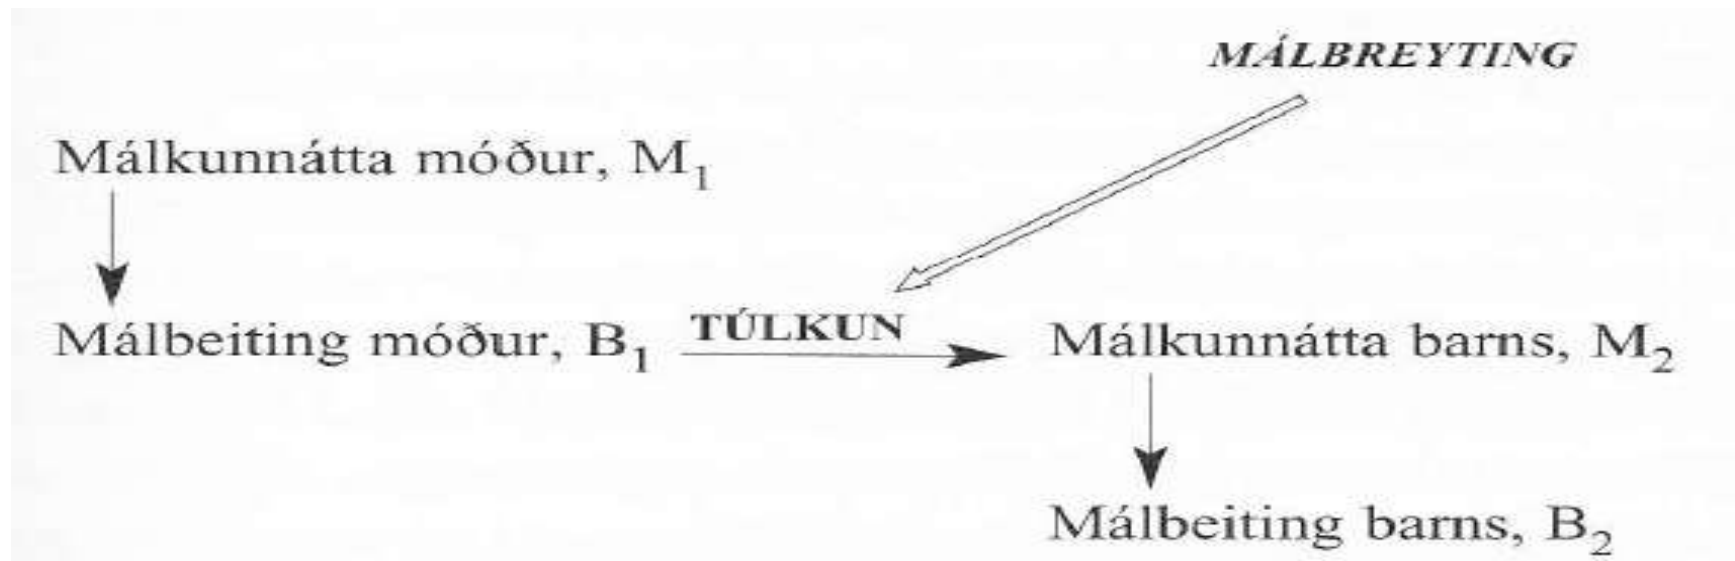 MÁLBREYTING
Málkunnátta móður, M₁
Málbeiting móður, B₁ TÚLKUN Málkunnátta barns, M₂
Málbeiting barns, B₂